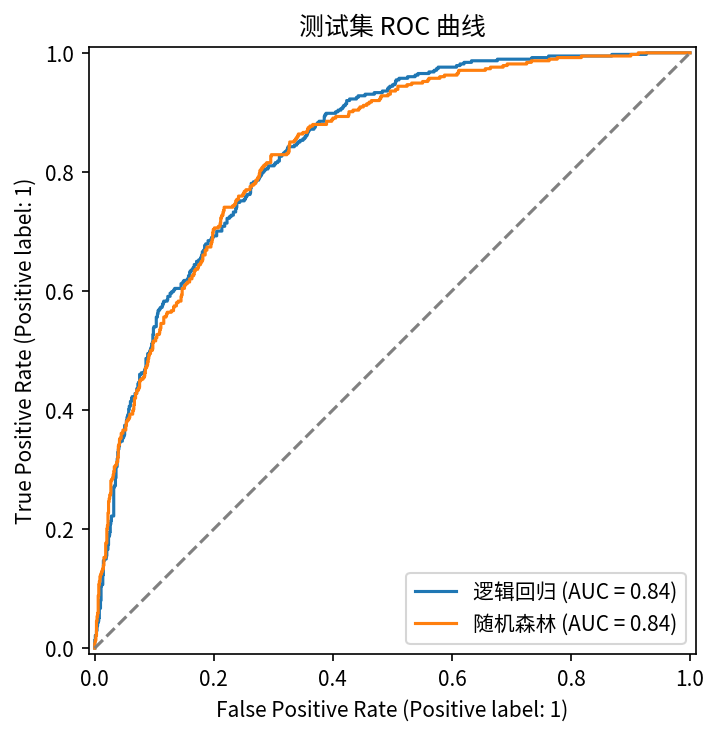 测试集 ROC 曲线
True Positive Rate (Positive label: 1)
1.0
0.8
0.6
0.4
0.2
0.0
逻辑回归 (AUC = 0.84)
随机森林 (AUC = 0.84)
0.0 0.2 0.4 0.6 0.8 1.0
False Positive Rate (Positive label: 1)